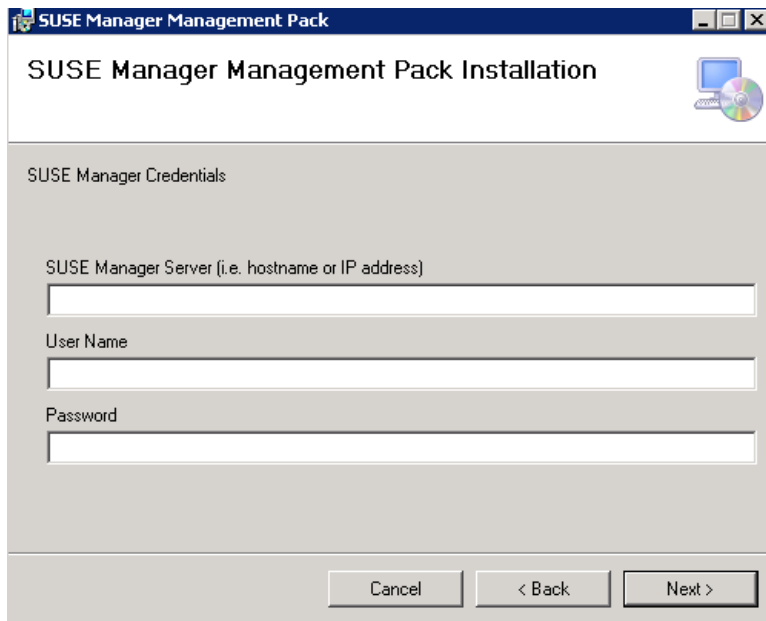 SUSE Manager Management Pack
SUSE Manager Management Pack Installation
SUSE Manager Credentials
SUSE Manager Server (i.e. hostname or IP address)
User Name
Password
Cancel
< Back
Next >